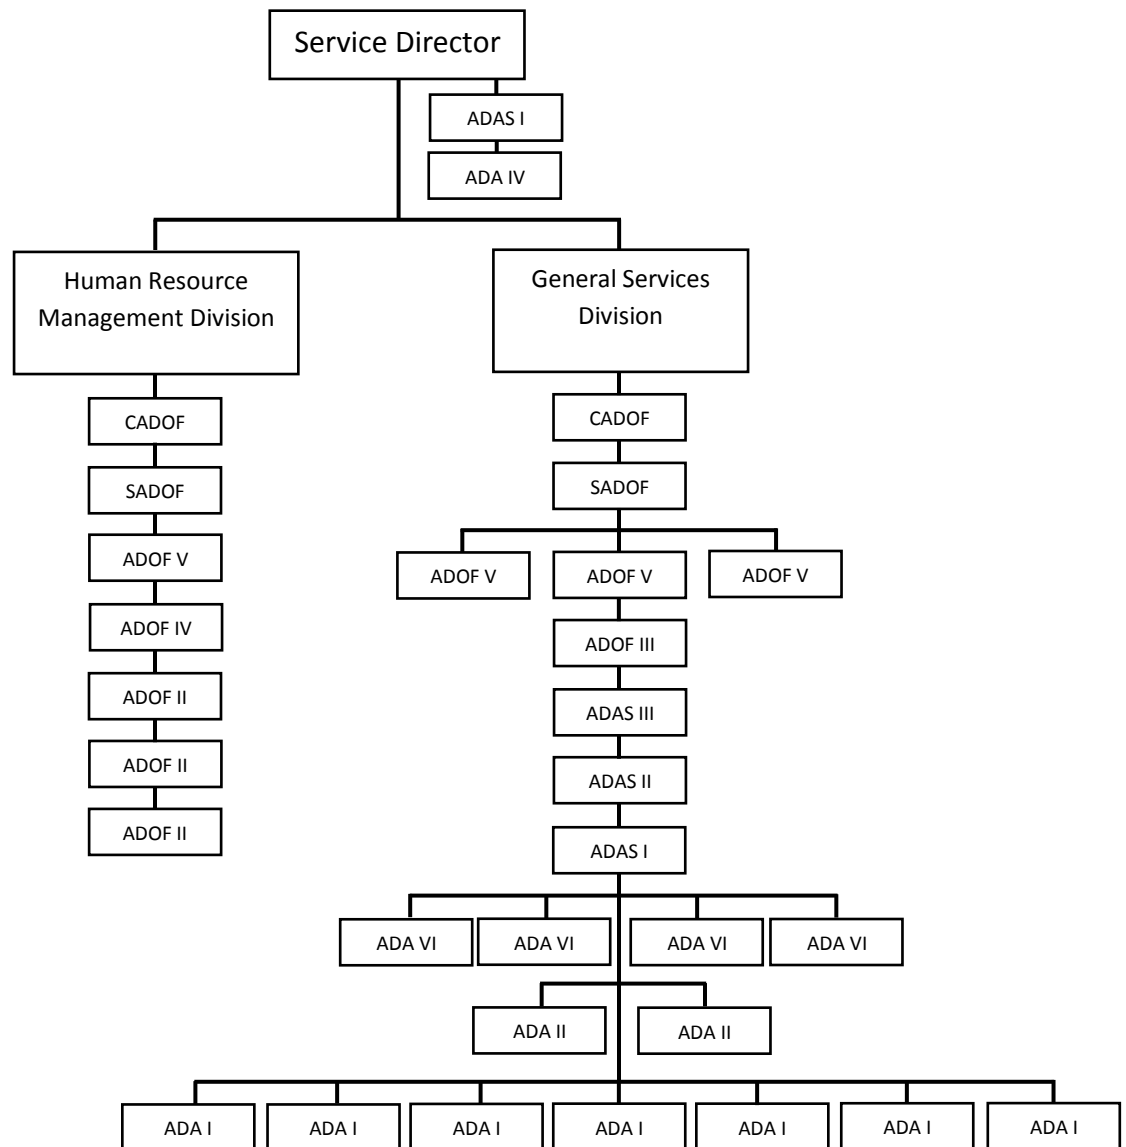 Service Director
ADAS I
ADA IV
Human Resource
Management Division
General Services
Division
CADOF
SADOF
ADOF V
ADOF IV
ADOF II
ADOF II
ADOF II
CADOF
SADOF
ADOF V
ADOF V
ADOF V
ADOF III
ADAS III
ADAS II
ADAS I
ADA VI
ADA VI
ADA VI
ADA VI
ADA II
ADA II
ADA I
ADA I
ADA I
ADA I
ADA I
ADA I
ADA I